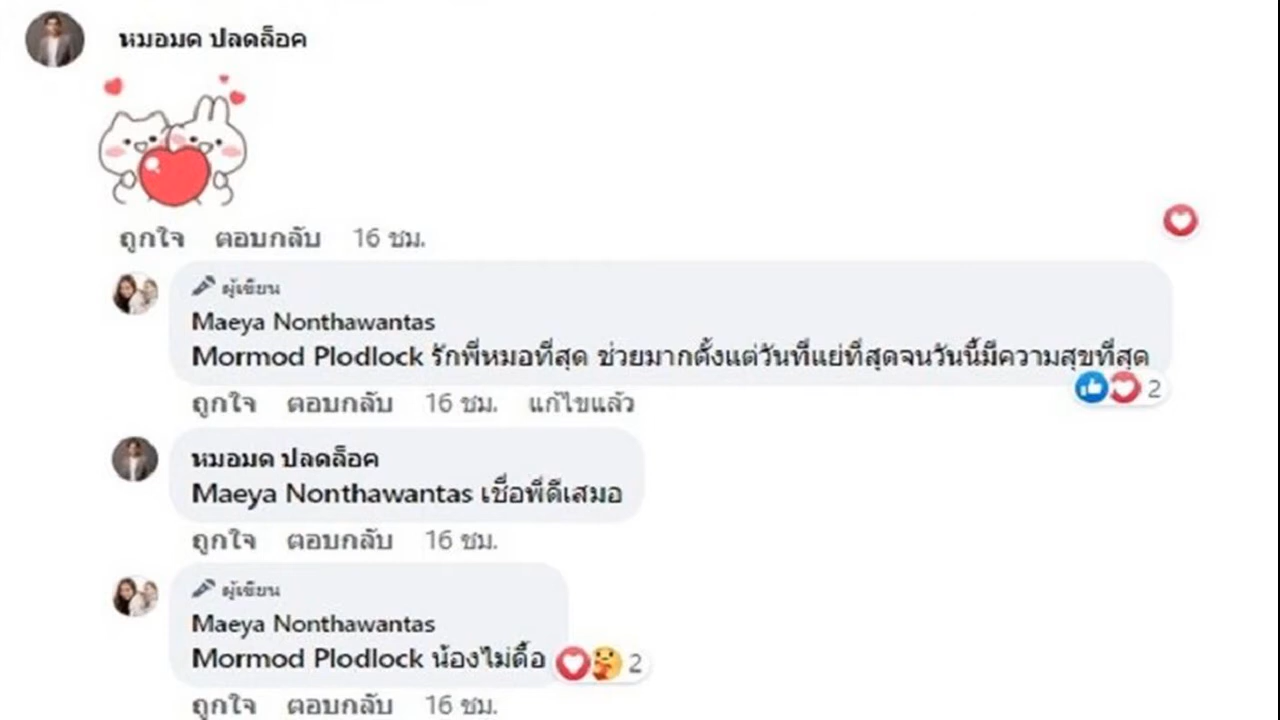 หมอมด ปลดล็อค
ถูกใจ ตอบกลับ 16 ชม.
ผู้เขียน
Maeya Nonthawantas
Mormod Plodlock รักพี่หมอที่สุด ช่วยมากตั้งแต่วันที่แย่ที่สุดจนวันนี้มีความสุขที่สุด
2
ถูกใจ ตอบกลับ 16 ชม. แก้ไขแล้ว
หมอมด ปลดล็อค
Maeya Nonthawantas เชื่อพี่ดีเสมอ
ถูกใจ ตอบกลับ 16 ชม.
ผู้เขียน
Maeya Nonthawantas
Mormod Plodlock น้องไม่ดื้อ
2
ถูกใจ ตอบกลับ 16 ชม.